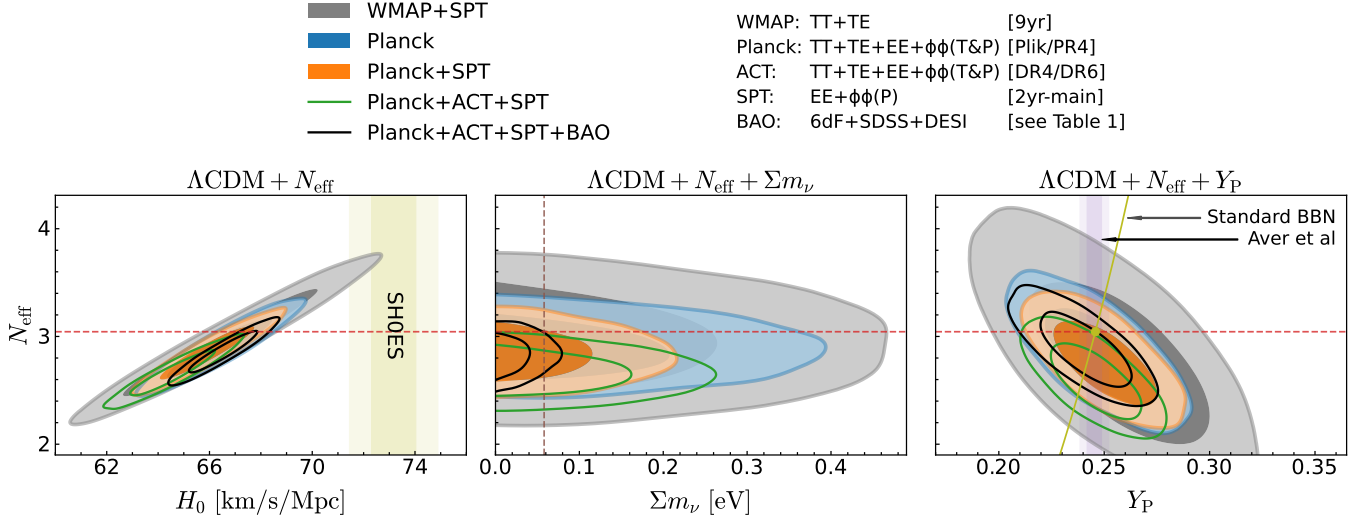 WMAP+SPT
Planck
Planck+SPT
Planck+ACT+SPT
Planck+ACT+SPT+BAO
WMAP: TT+TE [9yr]
Planck: TT+TE+EE+ϕϕ(T&P) [Plik/PR4]
ACT: TT+TE+EE+ϕϕ(T&P) [DR4/DR6]
SPT: EE+ϕϕ(P) [2yr-main]
BAO: 6dF+SDSS+DESI [see Table 1]
ΛCDM + N_eff
ΛCDM + N_eff + Σm_ν
ΛCDM + N_eff + Y_P
N_eff
4
3
2
SH0ES
Standard BBN
Aver et al
62 66 70 74
0.0 0.1 0.2 0.3 0.4
0.20 0.25 0.30 0.35
H_0 [km/s/Mpc]
Σm_ν [eV]
Y_P